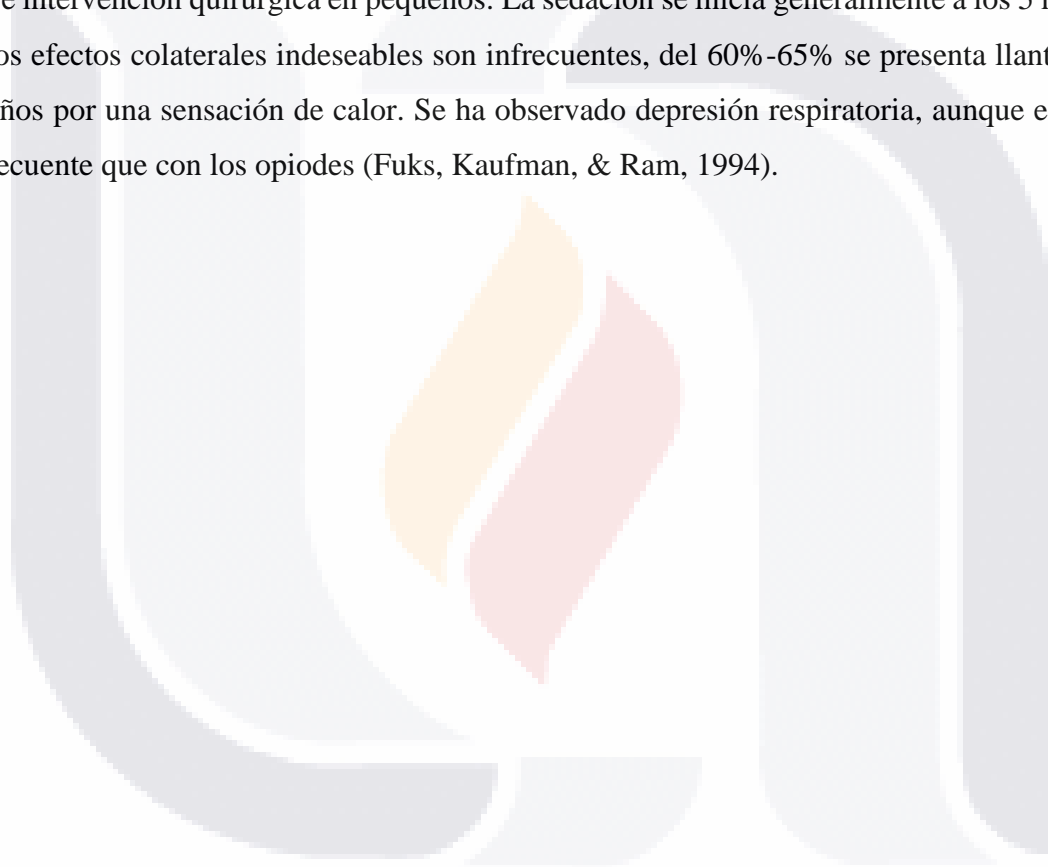 e intervención quirúrgica en pequeños. La sedación se inicia generalmente a los 5
os efectos colaterales indeseables son infrecuentes, del 60%-65% se presenta llant
ños por una sensación de calor. Se ha observado depresión respiratoria, aunque e
ecuente que con los opiodes (Fuks, Kaufman, & Ram, 1994).